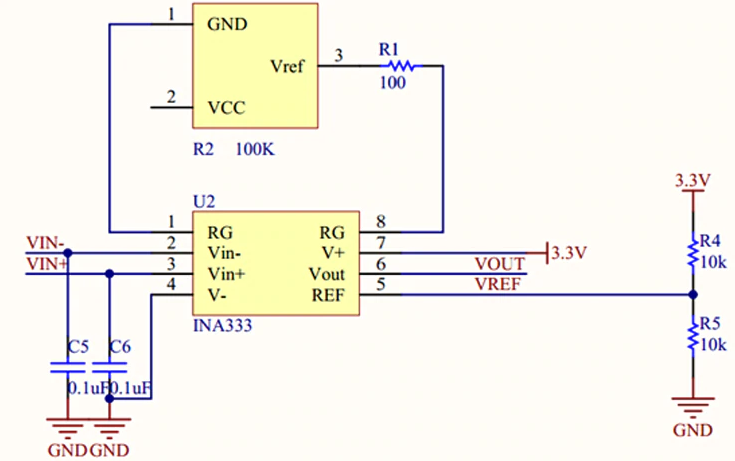 1 GND
Vref 3 R1
100
2 VCC
R2 100K
U2
1 RG RG 8
VIN- 2 Vin- V+ 7 3.3V
VIN+ 3 Vin+ Vout 6 VOUT
4 V- REF 5 VREF
INA333
3.3V
R4
10k
R5
10k
GND
C5 C6
0.1uF 0.1uF
GND GND